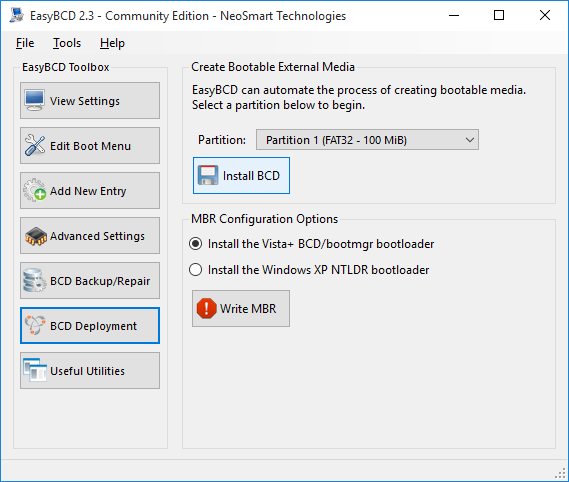 EasyBCD 2.3 - Community Edition - NeoSmart Technologies
File Tools Help
EasyBCD Toolbox
View Settings
Edit Boot Menu
Add New Entry
Advanced Settings
BCD Backup/Repair
BCD Deployment
Useful Utilities
Create Bootable External Media
EasyBCD can automate the process of creating bootable media.
Select a partition below to begin.
Partition: Partition 1 (FAT32 - 100 MiB)
Install BCD
MBR Configuration Options
Install the Vista+ BCD/bootmgr bootloader
Install the Windows XP NTLDR bootloader
Write MBR